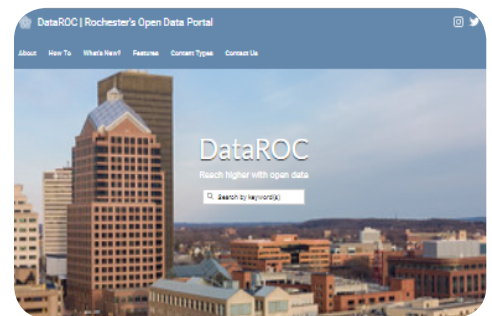 DataROC | Rochester's Open Data Portal
About How To What's New? Features Content Types Contact Us
DataROC
Reach higher with open data
Search by keyword(s)